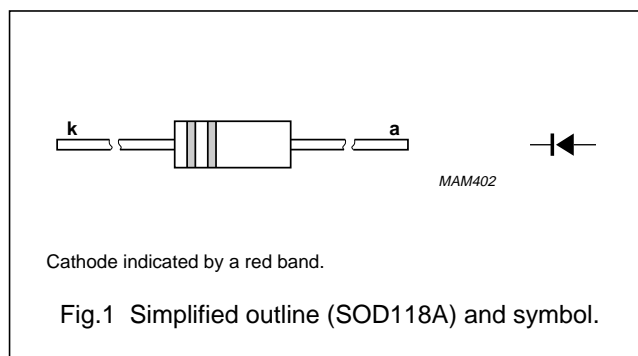 k
a
MAM402
Cathode indicated by a red band.
Fig.1 Simplified outline (SOD118A) and symbol.